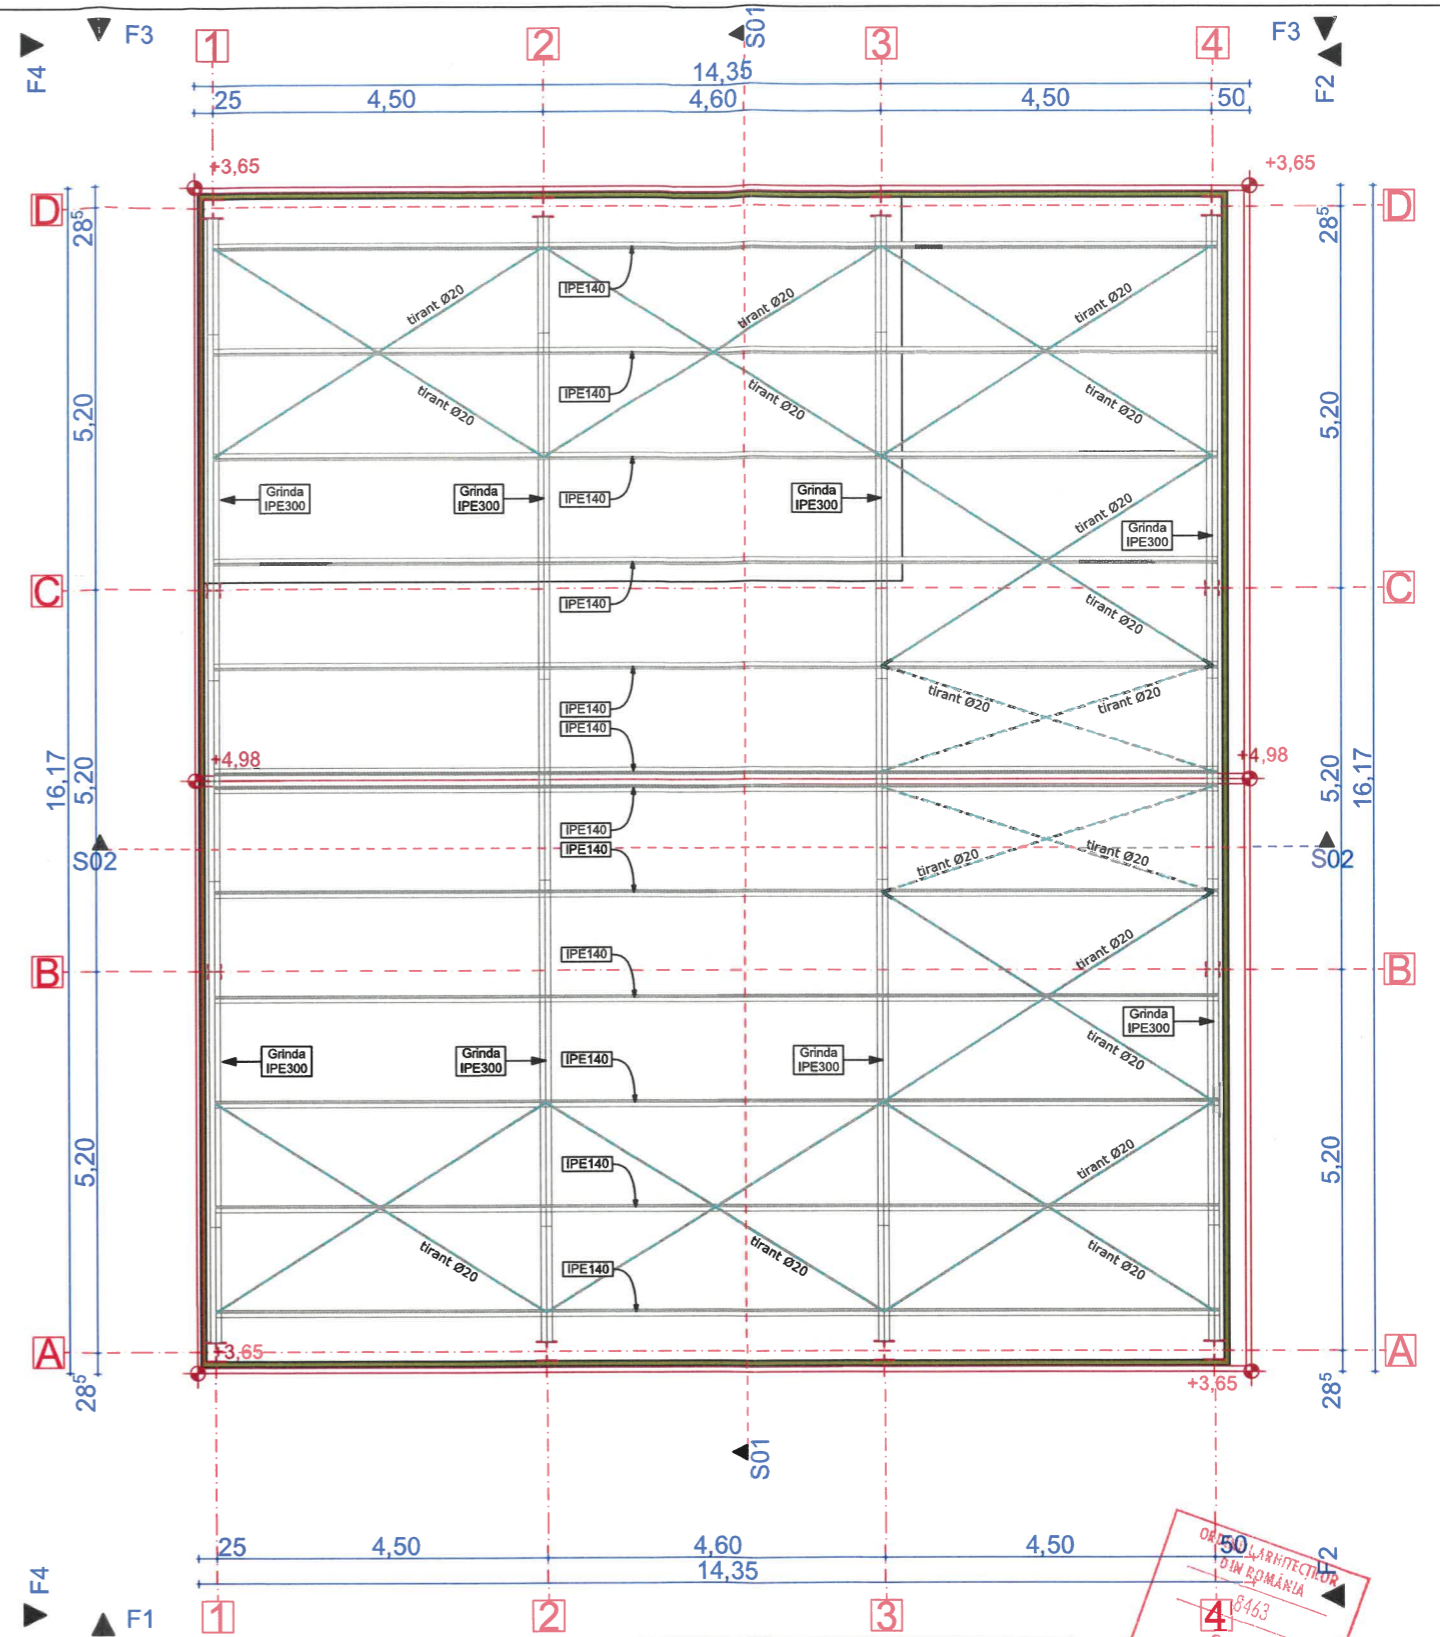 F3
S01
F3
F4
1
2
3
4
F2
14,35
25
4,50
4,60
4,50
50
+3,65
+3,65
D
D
28⁵
28⁵
IPE140
tirant Ø20
tirant Ø20
tirant Ø20
IPE140
tirant Ø20
tirant Ø20
tirant Ø20
5,20
5,20
Grinda
IPE300
Grinda
IPE300
IPE140
Grinda
IPE300
tirant Ø20
Grinda
IPE300
C
C
IPE140
tirant Ø20
tirant Ø20
tirant Ø20
IPE140
IPE140
+4,98
+4,98
16,17
5,20
5,20
16,17
IPE140
IPE140
S02
S02
tirant Ø20
tirant Ø20
IPE140
tirant Ø20
B
B
Grinda
IPE300
Grinda
IPE300
Grinda
IPE300
IPE140
Grinda
IPE300
tirant Ø20
5,20
5,20
IPE140
tirant Ø20
tirant Ø20
tirant Ø20
IPE140
tirant Ø20
A
+3,65
A
28⁵
+3,65
28⁵
S01
25
4,50
4,60
4,50
50
14,35
ORDINUL ARHITECȚILOR
DIN ROMÂNIA
8463
F4
F2
F1
1
2
3
4